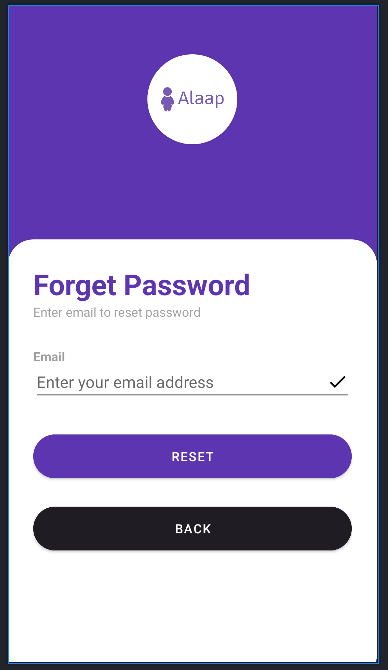 Alaap
Forget Password
Enter email to reset password
Email
Enter your email address
RESET
BACK